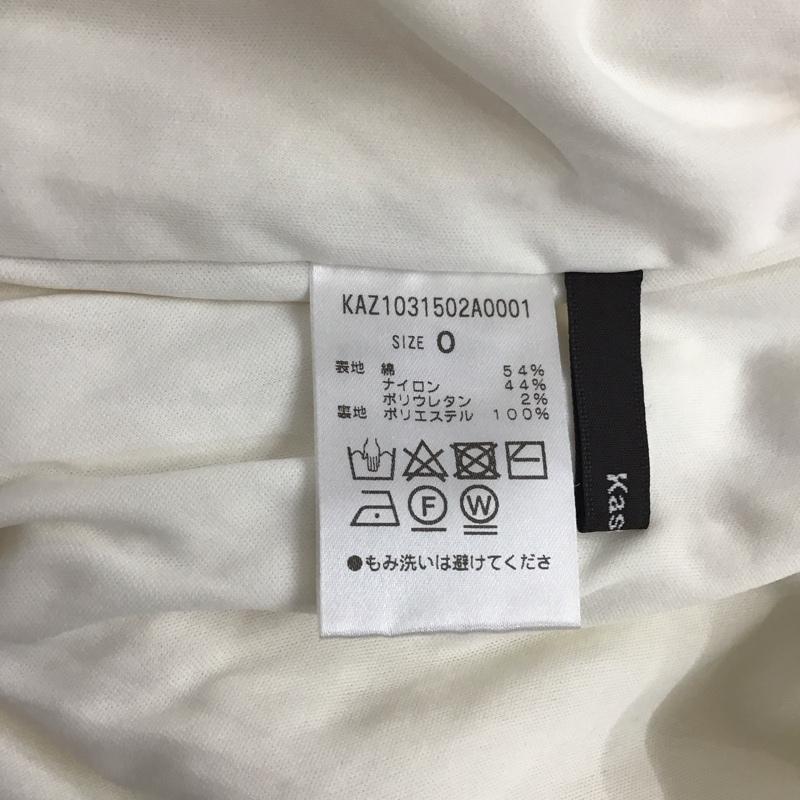 KAZ1031502A0001
SIZE 0
表地 綿 54%
ナイロン 44%
ポリウレタン 2%
裏地 ポリエステル 100%
F W
●もみ洗いは避けてくださ
Kas